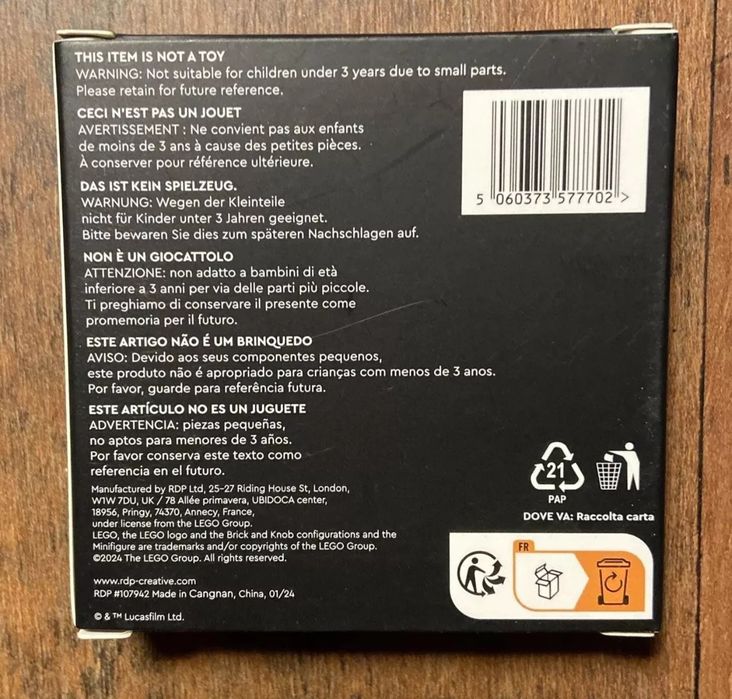 THIS ITEM IS NOT A TOY
WARNING: Not suitable for children under 3 years due to small parts.
Please retain for future reference.
CECI N'EST PAS UN JOUET
AVERTISSEMENT : Ne convient pas aux enfants
de moins de 3 ans à cause des petites pièces.
À conserver pour référence ultérieure.
DAS IST KEIN SPIELZEUG.
WARNUNG: Wegen der Kleinteile
nicht für Kinder unter 3 Jahren geeignet.
Bitte bewaren Sie dies zum späteren Nachschlagen auf.
NON È UN GIOCATTOLO
ATTENZIONE: non adatto a bambini di età
inferiore a 3 anni per via delle parti più piccole.
Ti preghiamo di conservare il presente come
promemoria per il futuro.
ESTE ARTIGO NÃO É UM BRINQUEDO
AVISO: Devido aos seus componentes pequenos,
este produto não é apropriado para crianças com menos de 3 anos.
Por favor, guarde para referência futura.
ESTE ARTÍCULO NO ES UN JUGUETE
ADVERTENCIA: piezas pequeñas,
no aptos para menores de 3 años.
Por favor conserva este texto como
referencia en el futuro.
Manufactured by RDP Ltd, 25-27 Riding House St, London,
W1W 7DU, UK / 78 Allée primavera, UBIDOCA center,
18956, Pringy, 74370, Annecy, France,
under license from the LEGO Group.
LEGO, the LEGO logo and the Brick and Knob configurations and the
Minifigure are trademarks and/or copyrights of the LEGO Group.
©2024 The LEGO Group. All rights reserved.
www.rdp-creative.com
RDP #107942 Made in Cangnan, China, 01/24
© & ™ Lucasfilm Ltd.
5 060373 577702 >
21
PAP
DOVE VA: Raccolta carta
FR